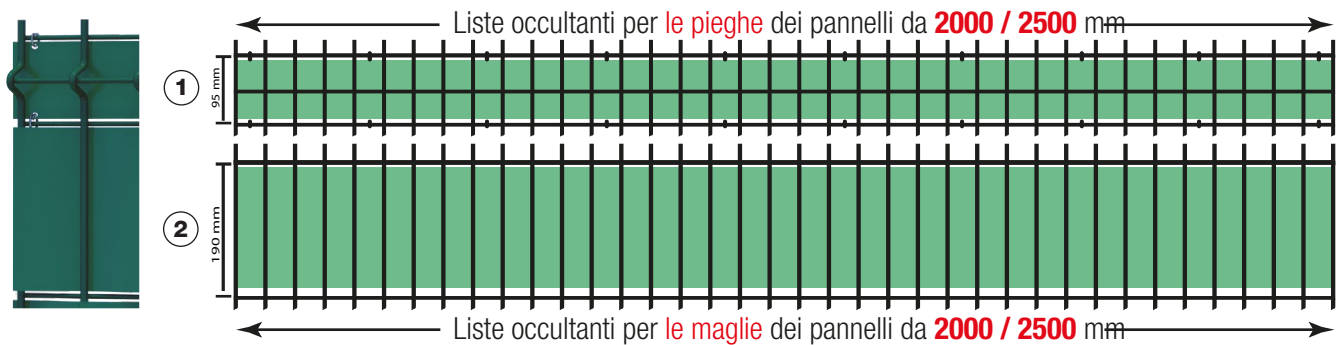 Liste occultanti per le pieghe dei pannelli da 2000 / 2500 mm
1
95 mm
2
190 mm
Liste occultanti per le maglie dei pannelli da 2000 / 2500 mm